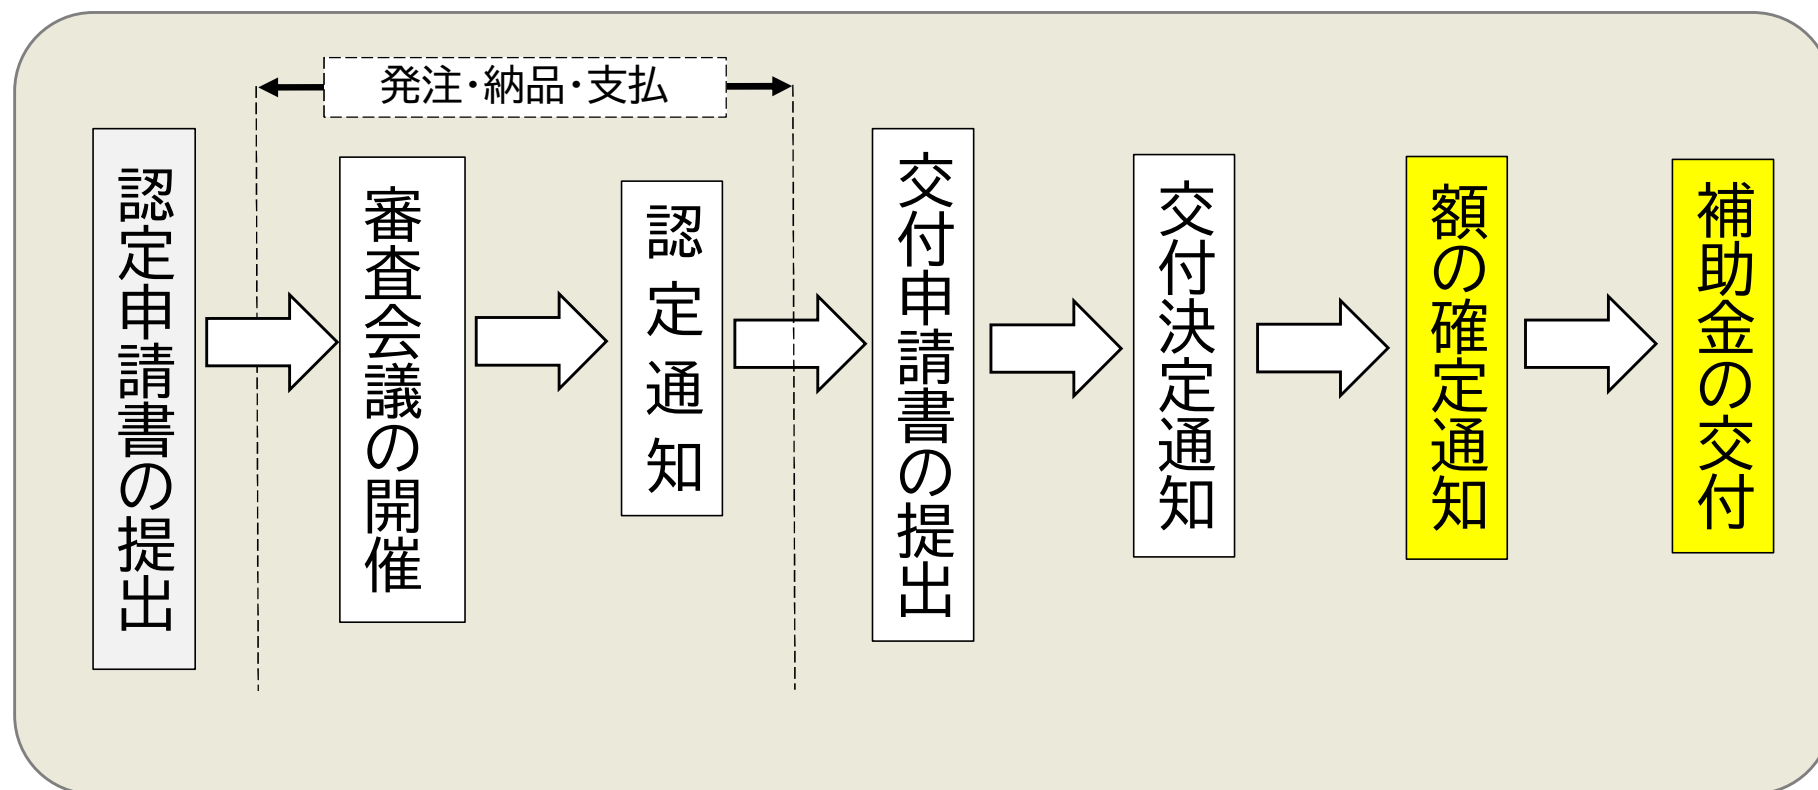 発注・納品・支払
認定申請書の提出
審査会議の開催
認定通知
交付申請書の提出
交付決定通知
額の確定通知
補助金の交付